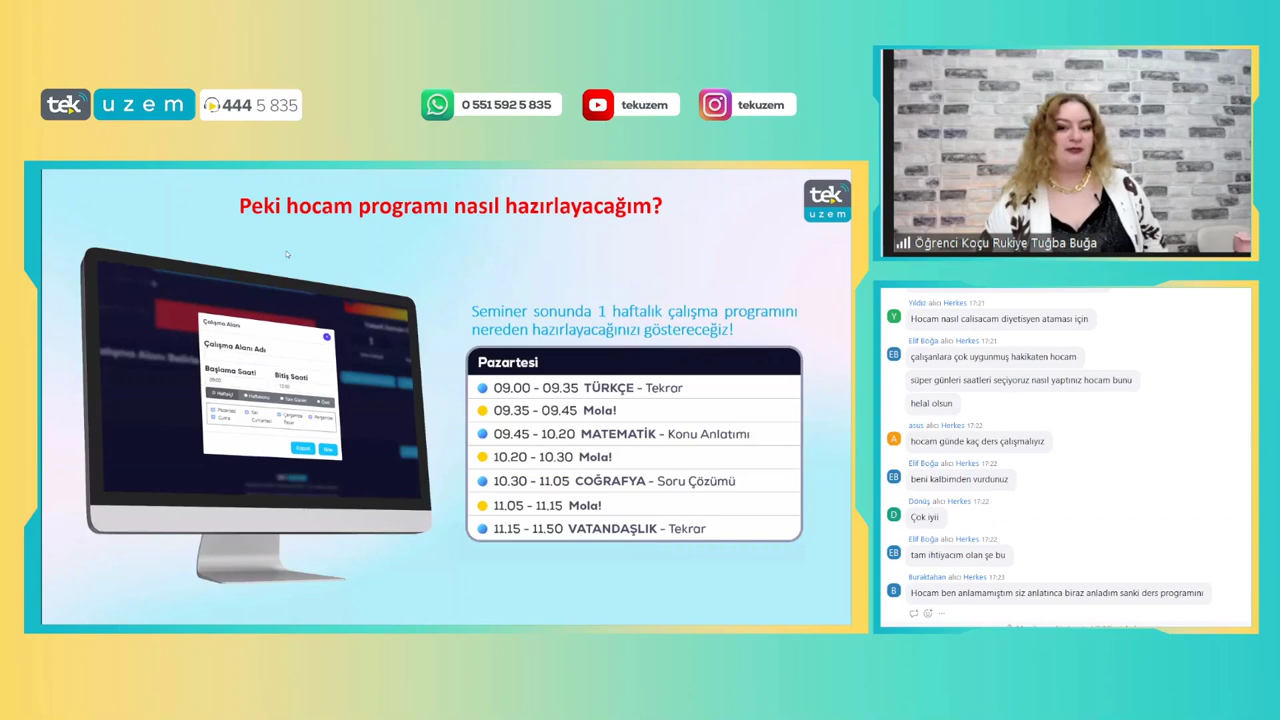 tek uzem 444 5 835
0 551 592 5 835
tekuzem
tekuzem
Peki hocam programı nasıl hazırlayacağım?
tek
uzem
Çalışma Alanı
Çalışma Alanı Adı
Başlama Saati Bitiş Saati
09:00
Seminer sonunda 1 haftalık çalışma programını
nereden hazırlayacağınızı göstereceğiz!
Pazartesi
09.00 - 09.35 TÜRKÇE - Tekrar
09.35 - 09.45 Mola!
09.45 - 10.20 MATEMATİK - Konu Anlatımı
10.20 - 10.30 Mola!
10.30 - 11.05 COĞRAFYA - Soru Çözümü
11.05 - 11.15 Mola!
11.15 - 11.50 VATANDAŞLIK - Tekrar
Öğrenci Koçu Rukiye Tuğba Buğa
Yıldız alıcı Herkes 17:21
Y
Hocam nasil calisacam diyetisyen ataması için
Elif Boğa alıcı Herkes 17:21
EB
çalışanlara çok uygunmuş hakikaten hocam
süper günleri saatleri seçiyoruz nasıl yaptınız hocam bunu
helal olsun
asus alıcı Herkes 17:22
A
hocam günde kaç ders çalışmalıyız
Elif Boğa alıcı Herkes 17:22
EB
beni kalbimden vurdunuz
Dönüş alıcı Herkes 17:22
D
Çok iyii
Elif Boğa alıcı Herkes 17:22
EB
tam ihtiyacım olan şe bu
Buraktahan alıcı Herkes 17:23
B
Hocam ben anlamamıştım siz anlatınca biraz anladım sanki ders programını